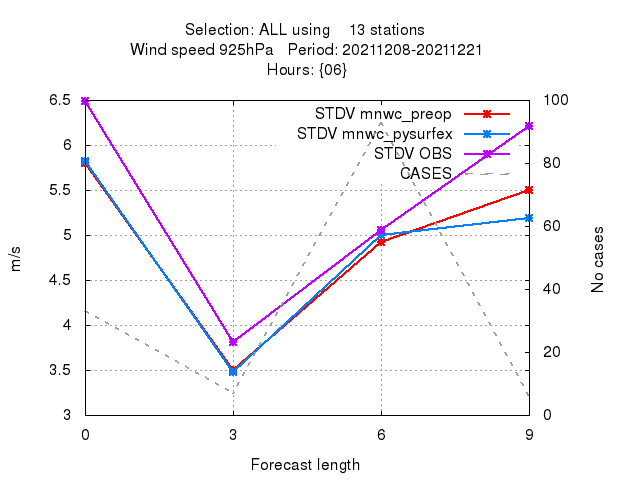 Selection: ALL using    13 stations
Wind speed 925hPa   Period: 20211208-20211221
Hours: {06}
6.5
6
5.5
5
4.5
4
3.5
3
m/s
STDV mnwc_preop
STDV mnwc_pysurfex
STDV OBS
CASES
100
80
60
40
20
0
No cases
0 3 6 9
Forecast length